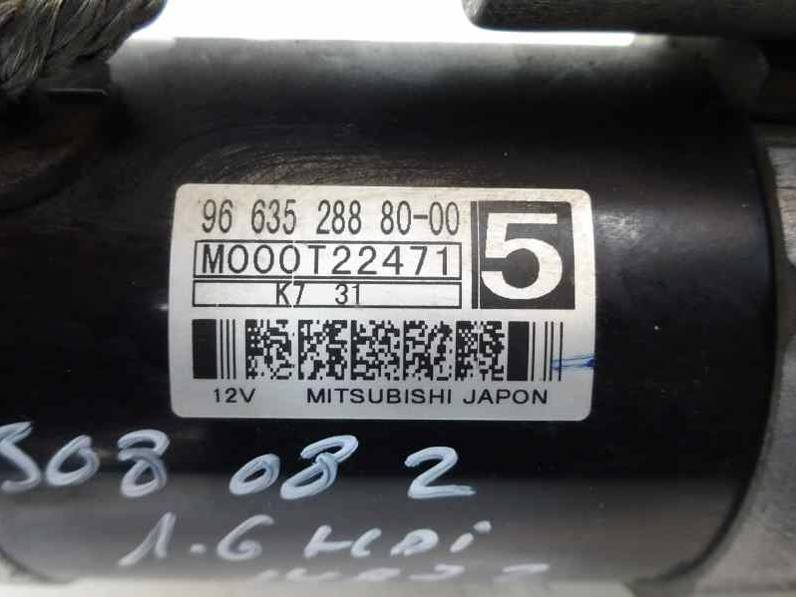 96 635 288 80-00
5
M000T22471
K7 31
12V MITSUBISHI JAPON
308 08 2
1.6 HDi